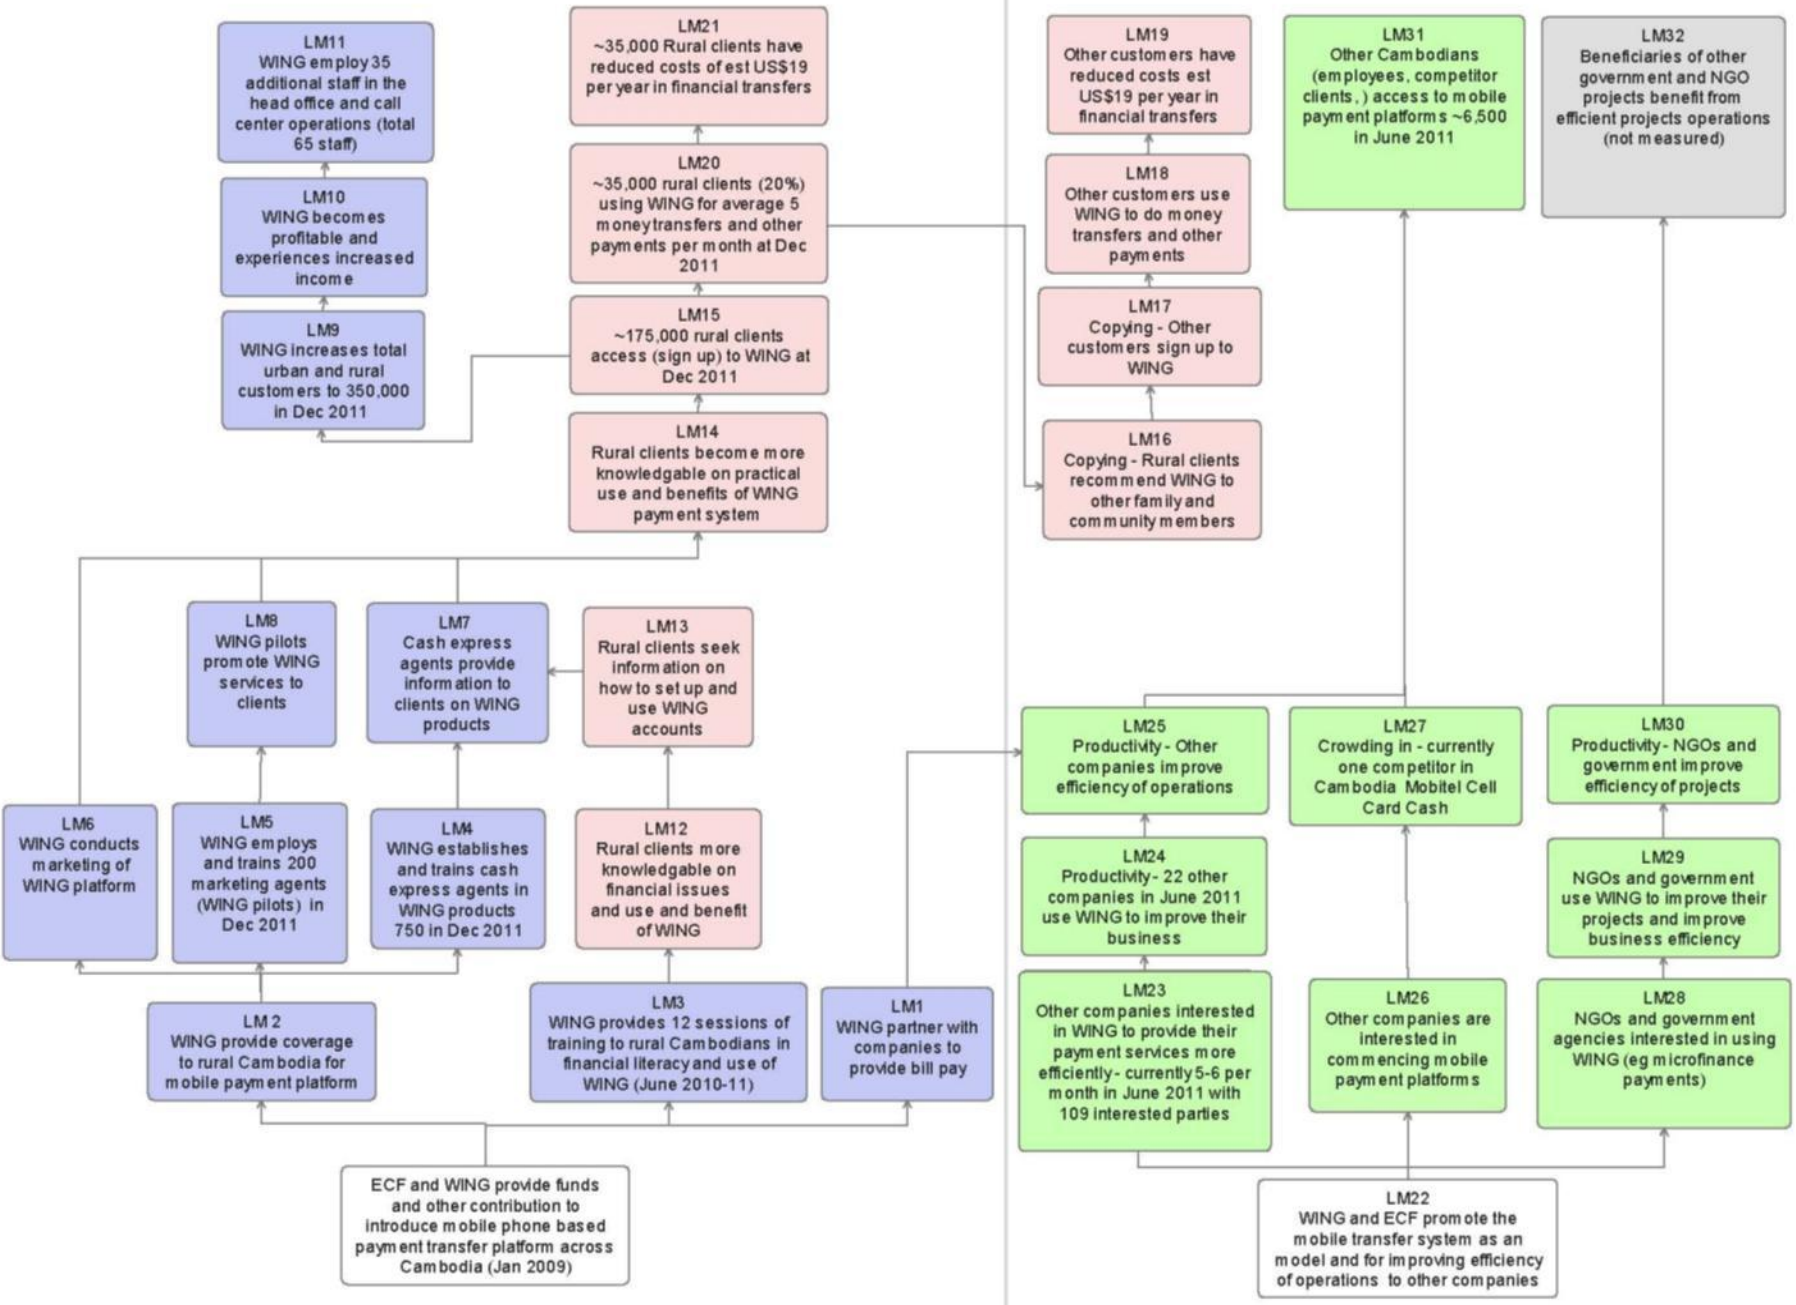 LM11
WING employ 35
additional staff in the
head office and call
center operations (total
65 staff)
LM10
WING becomes
profitable and
experiences increased
income
LM9
WING increases total
urban and rural
customers to 350,000
in Dec 2011
LM21
~35,000 Rural clients have
reduced costs of est US$19
per year in financial transfers
LM20
~35,000 rural clients (20%)
using WING for average 5
money transfers and other
payments per month at Dec
2011
LM15
~175,000 rural clients
access (sign up) to WING at
Dec 2011
LM14
Rural clients become more
knowledgable on practical
use and benefits of WING
payment system
LM19
Other customers have
reduced costs est
US$19 per year in
financial transfers
LM18
Other customers use
WING to do money
transfers and other
payments
LM17
Copying - Other
customers sign up to
WING
LM16
Copying - Rural clients
recommend WING to
other family and
community members
LM31
Other Cambodians
(employees, competitor
clients, ) access to mobile
payment platforms ~6,500
in June 2011
LM32
Beneficiaries of other
government and NGO
projects benefit from
efficient projects operations
(not measured)
LM8
WING pilots
promote WING
services to
clients
LM7
Cash express
agents provide
information to
clients on WING
products
LM13
Rural clients seek
information on
how to set up and
use WING
accounts
LM6
WING conducts
marketing of
WING platform
LM5
WING employs
and trains 200
marketing agents
(WING pilots) in
Dec 2011
LM4
WING establishes
and trains cash
express agents in
WING products
750 in Dec 2011
LM12
Rural clients more
knowledgable on
financial issues
and use and benefit
of WING
LM 2
WING provide coverage
to rural Cambodia for
mobile payment platform
LM3
WING provides 12 sessions of
training to rural Cambodians in
financial literacy and use of
WING (June 2010-11)
LM1
WING partner with
companies to
provide bill pay
ECF and WING provide funds
and other contribution to
introduce mobile phone based
payment transfer platform across
Cambodia (Jan 2009)
LM25
Productivity - Other
companies improve
efficiency of operations
LM24
Productivity - 22 other
companies in June 2011
use WING to improve their
business
LM23
Other companies interested
in WING to provide their
payment services more
efficiently - currently 5-6 per
month in June 2011 with
109 interested parties
LM27
Crowding in - currently
one competitor in
Cambodia Mobitel Cell
Card Cash
LM26
Other companies are
interested in
commencing mobile
payment platforms
LM30
Productivity - NGOs and
government improve
efficiency of projects
LM29
NGOs and government
use WING to improve their
projects and improve
business efficiency
LM28
NGOs and government
agencies interested in using
WING (eg microfinance
payments)
LM22
WING and ECF promote the
mobile transfer system as an
model and for improving efficiency
of operations to other companies